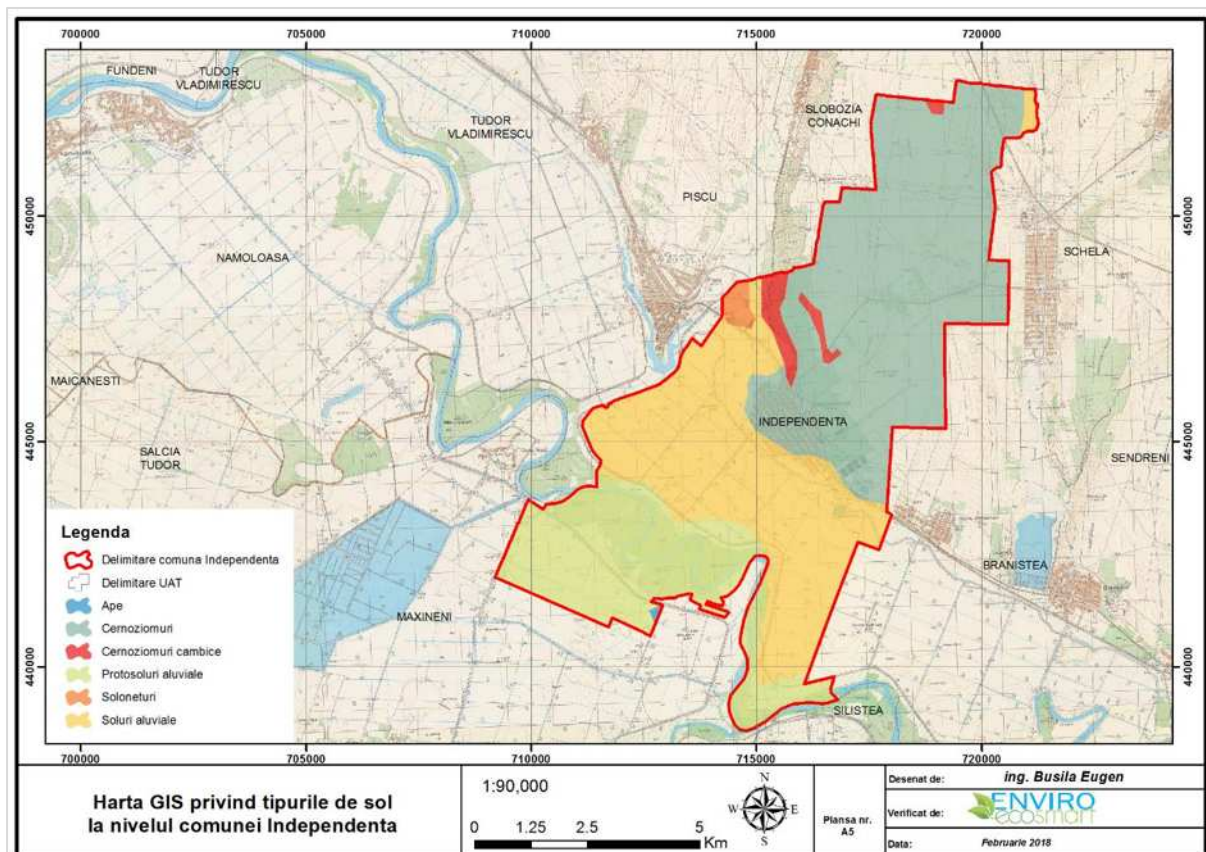 700000
705000
710000
715000
720000
FUNDENI
TUDOR
VLADIMIRESCU
TUDOR
VLADIMIRESCU
SLOBOZIA
CONACHI
PISCU
450000
450000
NAMOLOASA
SCHELA
MAICANESTI
INDEPENDENTA
445000
445000
SALCIA
TUDOR
SENDRENI
BRANISTEA
MAXINENI
440000
440000
SILISTEA
Legenda
Delimitare comuna Independenta
Delimitare UAT
Ape
Cernoziomuri
Cernoziomuri cambice
Protosoluri aluviale
Soloneturi
Soluri aluviale
700000
705000
710000
715000
720000
Harta GIS privind tipurile de sol
la nivelul comunei Independenta
1:90,000
0 1.25 2.5 5
Km
N
W E
S
Plansa nr.
A5
Desenat de: ing. Busila Eugen
Verificat de: ENVIRO
ecosmart
Data: Februarie 2018